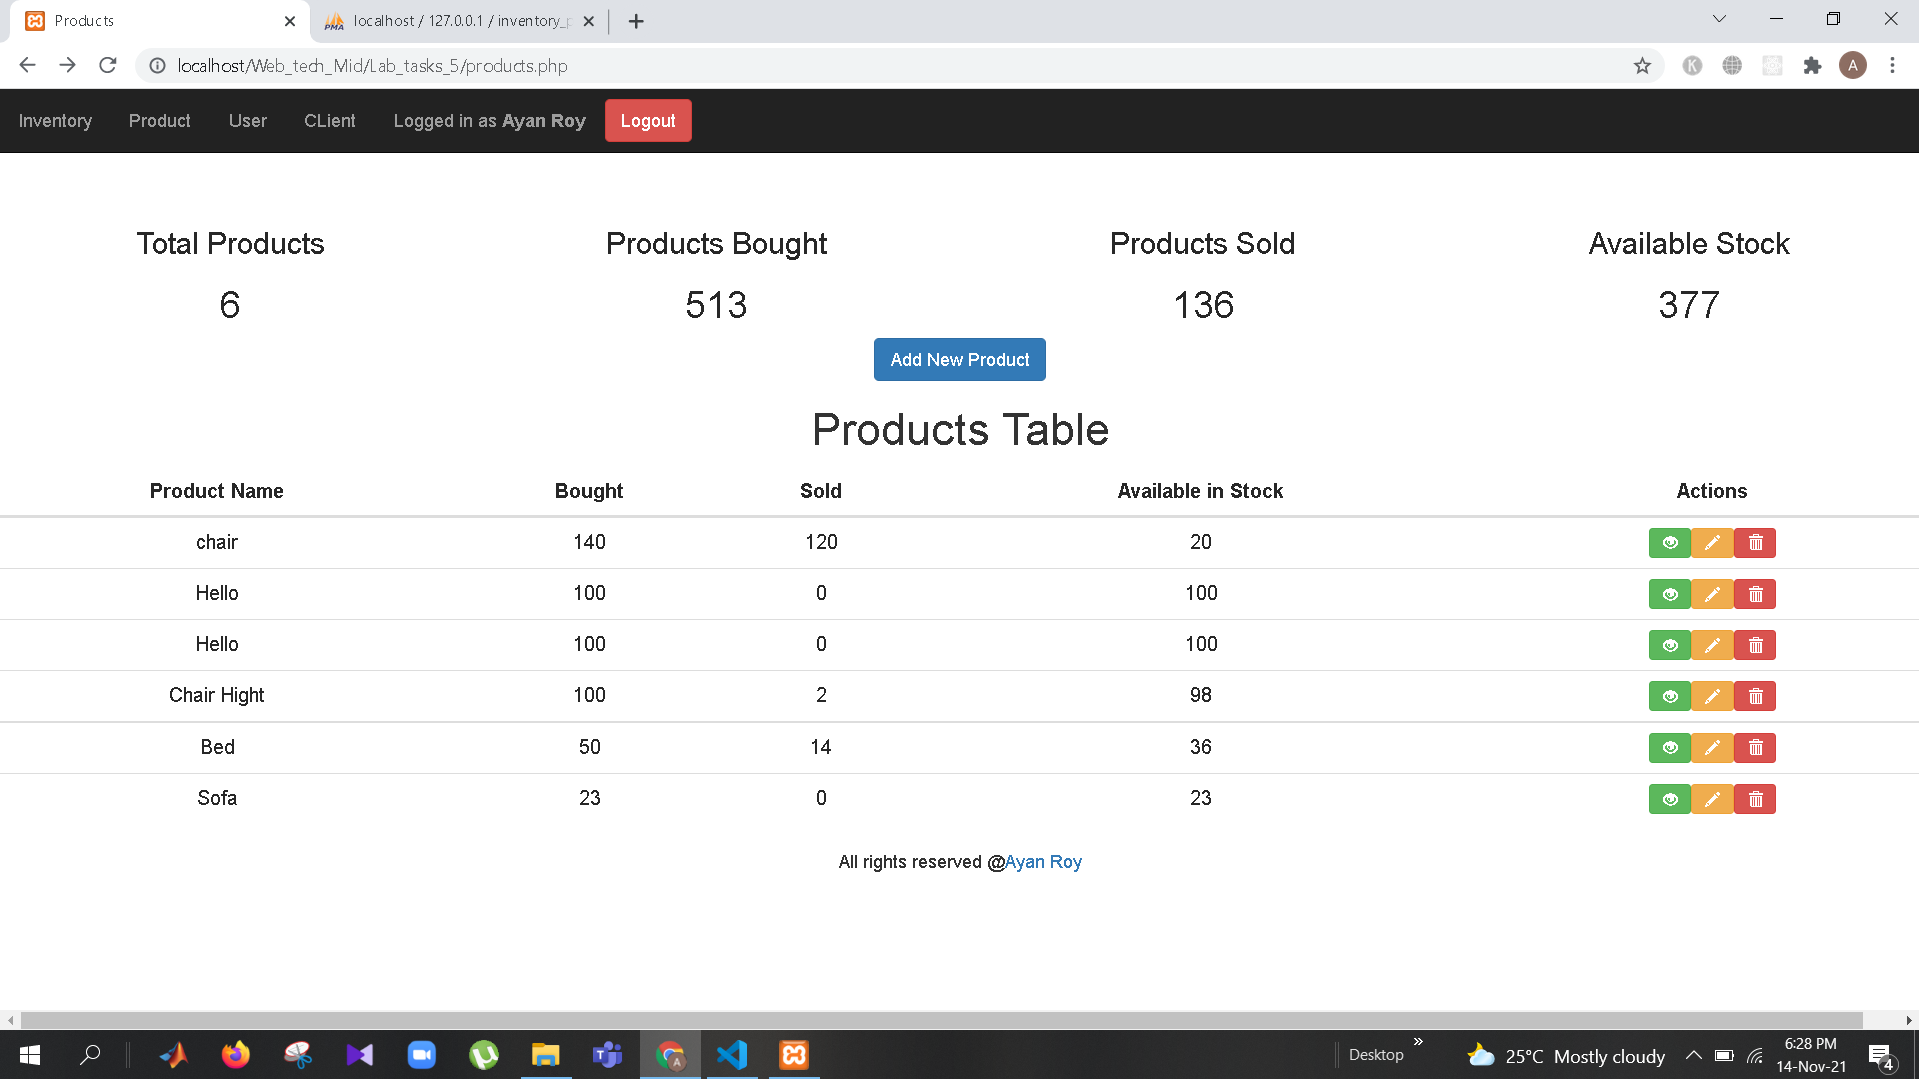 Products
localhost / 127.0.0.1 / inventory_
localhost/Web_tech_Mid/Lab_tasks_5/products.php
K
A
Inventory Product User CLient Logged in as Ayan Roy Logout
Total Products Products Bought Products Sold Available Stock
6 513 136 377
Add New Product
Products Table
Product Name Bought Sold Available in Stock Actions
chair 140 120 20
Hello 100 0 100
Hello 100 0 100
Chair Hight 100 2 98
Bed 50 14 36
Sofa 23 0 23
All rights reserved @Ayan Roy
Desktop
25°C Mostly cloudy
6:28 PM
14-Nov-21
4